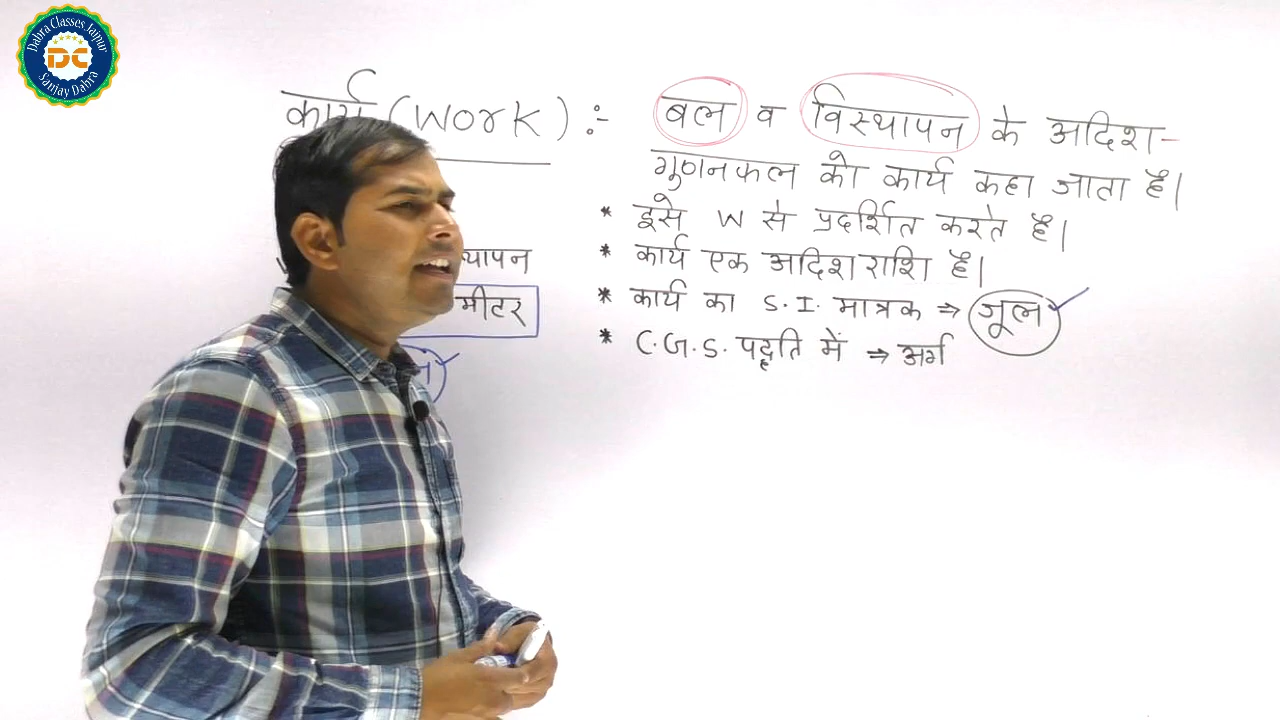 Dabra Classes Jaipur
DC
Sanjay Dabra
कार्य (Work) :- बल व विस्थापन के अदिश-
गुणनफल को कार्य कहा जाता है।
* इसे W से प्रदर्शित करते है।
* कार्य एक अदिश राशि है।
* कार्य का S.I. मात्रक ⇒ जूल
* C.G.S. पद्धति में ⇒ अर्ग
मीटर